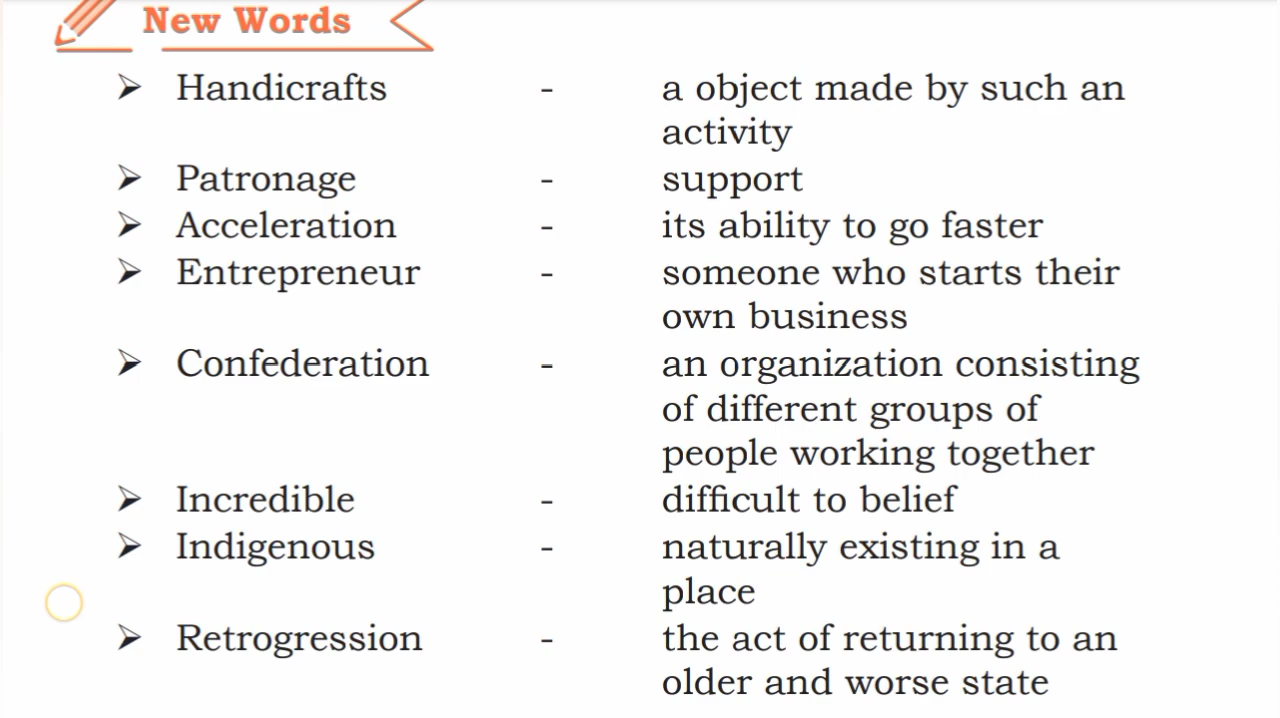 New Words
➢ Handicrafts - a object made by such an
activity
➢ Patronage - support
➢ Acceleration - its ability to go faster
➢ Entrepreneur - someone who starts their
own business
➢ Confederation - an organization consisting
of different groups of
people working together
➢ Incredible - difficult to belief
➢ Indigenous - naturally existing in a
place
➢ Retrogression - the act of returning to an
older and worse state